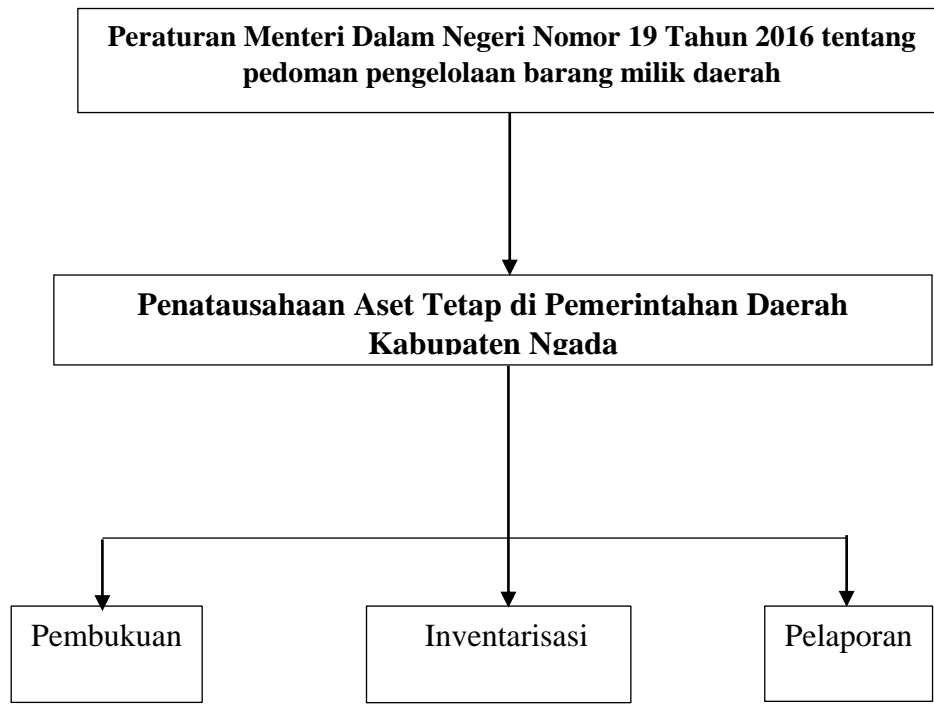 Peraturan Menteri Dalam Negeri Nomor 19 Tahun 2016 tentang
pedoman pengelolaan barang milik daerah
Penatausahaan Aset Tetap di Pemerintahan Daerah
Kabupaten Ngada
Pembukuan
Inventarisasi
Pelaporan